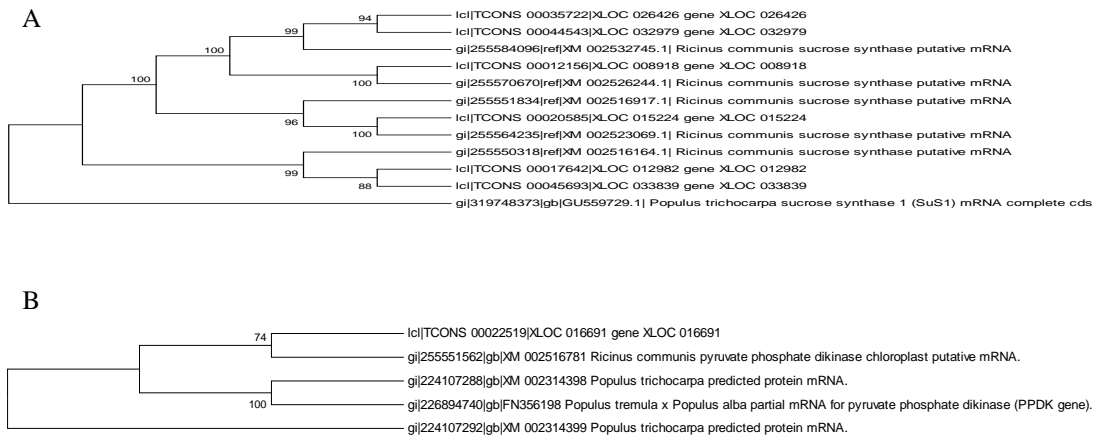 A
lcl|TCONS 00035722|XLOC 026426 gene XLOC 026426
94
lcl|TCONS 00044543|XLOC 032979 gene XLOC 032979
99
gi|255584096|ref|XM 002532745.1| Ricinus communis sucrose synthase putative mRNA
100
lcl|TCONS 00012156|XLOC 008918 gene XLOC 008918
100
gi|255570670|ref|XM 002526244.1| Ricinus communis sucrose synthase putative mRNA
100
gi|255551834|ref|XM 002516917.1| Ricinus communis sucrose synthase putative mRNA
lcl|TCONS 00020585|XLOC 015224 gene XLOC 015224
96
gi|255564235|ref|XM 002523069.1| Ricinus communis sucrose synthase putative mRNA
100
gi|255550318|ref|XM 002516164.1| Ricinus communis sucrose synthase putative mRNA
lcl|TCONS 00017642|XLOC 012982 gene XLOC 012982
99
lcl|TCONS 00045693|XLOC 033839 gene XLOC 033839
88
gi|319748373|gb|GU559729.1| Populus trichocarpa sucrose synthase 1 (SuS1) mRNA complete cds
B
lcl|TCONS 00022519|XLOC 016691 gene XLOC 016691
74
gi|255551562|gb|XM 002516781 Ricinus communis pyruvate phosphate dikinase chloroplast putative mRNA.
gi|224107288|gb|XM 002314398 Populus trichocarpa predicted protein mRNA.
gi|226894740|gb|FN356198 Populus tremula x Populus alba partial mRNA for pyruvate phosphate dikinase (PPDK gene).
100
gi|224107292|gb|XM 002314399 Populus trichocarpa predicted protein mRNA.